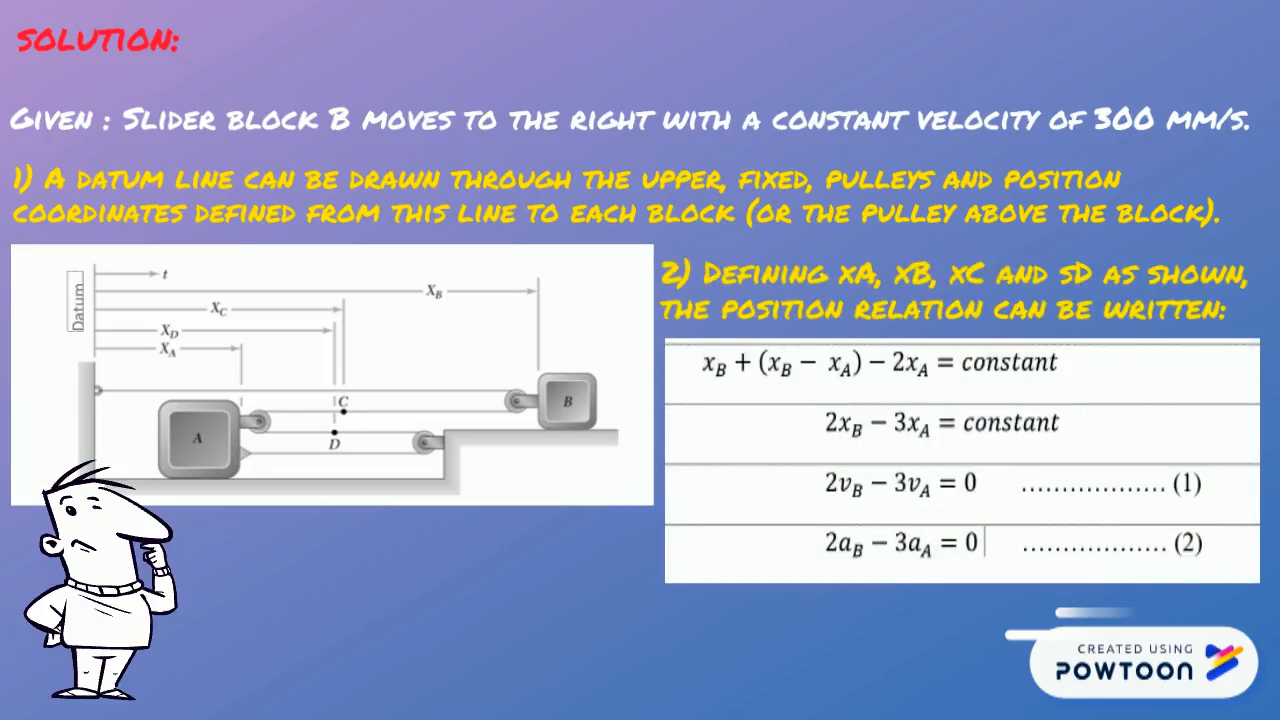 SOLUTION:
GIVEN : SLIDER BLOCK B MOVES TO THE RIGHT WITH A CONSTANT VELOCITY OF 300 MM/S.
1) A DATUM LINE CAN BE DRAWN THROUGH THE UPPER, FIXED, PULLEYS AND POSITION
COORDINATES DEFINED FROM THIS LINE TO EACH BLOCK (OR THE PULLEY ABOVE THE BLOCK).
Datum
t
X_B
X_C
X_D
X_A
C
B
A
D
2) DEFINING XA, XB, XC AND SD AS SHOWN,
THE POSITION RELATION CAN BE WRITTEN:
x_B + (x_B − x_A) − 2x_A = constant
2x_B − 3x_A = constant
2v_B − 3v_A = 0 .................. (1)
2a_B − 3a_A = 0 .................. (2)
CREATED USING
POWTOON